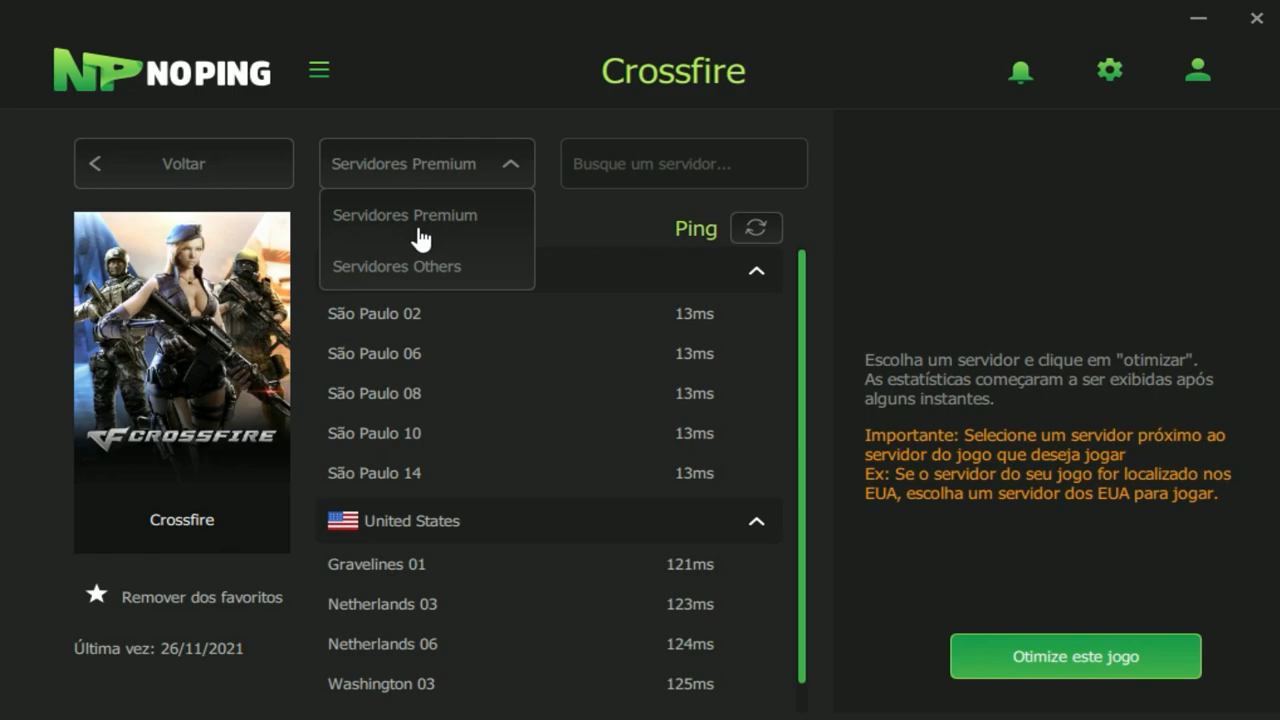 NP NOPING
Crossfire
Voltar
Servidores Premium
Busque um servidor...
Servidores Premium
Servidores Others
Ping
São Paulo 02 13ms
São Paulo 06 13ms
São Paulo 08 13ms
São Paulo 10 13ms
São Paulo 14 13ms
United States
Gravelines 01 121ms
Netherlands 03 123ms
Netherlands 06 124ms
Washington 03 125ms
CF CROSSFIRE
Crossfire
Remover dos favoritos
Última vez: 26/11/2021
Escolha um servidor e clique em "otimizar".
As estatísticas começaram a ser exibidas após
alguns instantes.
Importante: Selecione um servidor próximo ao
servidor do jogo que deseja jogar
Ex: Se o servidor do seu jogo for localizado nos
EUA, escolha um servidor dos EUA para jogar.
Otimize este jogo